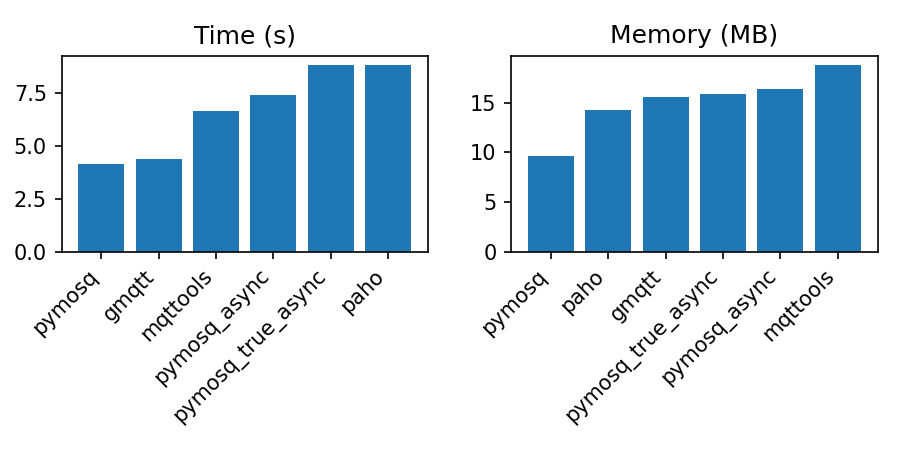 Time (s)
7.5
5.0
2.5
0.0
pymosq
gmqtt
mqttools
pymosq_async
pymosq_true_async
paho
Memory (MB)
15
10
5
0
pymosq
paho
gmqtt
pymosq_true_async
pymosq_async
mqttools